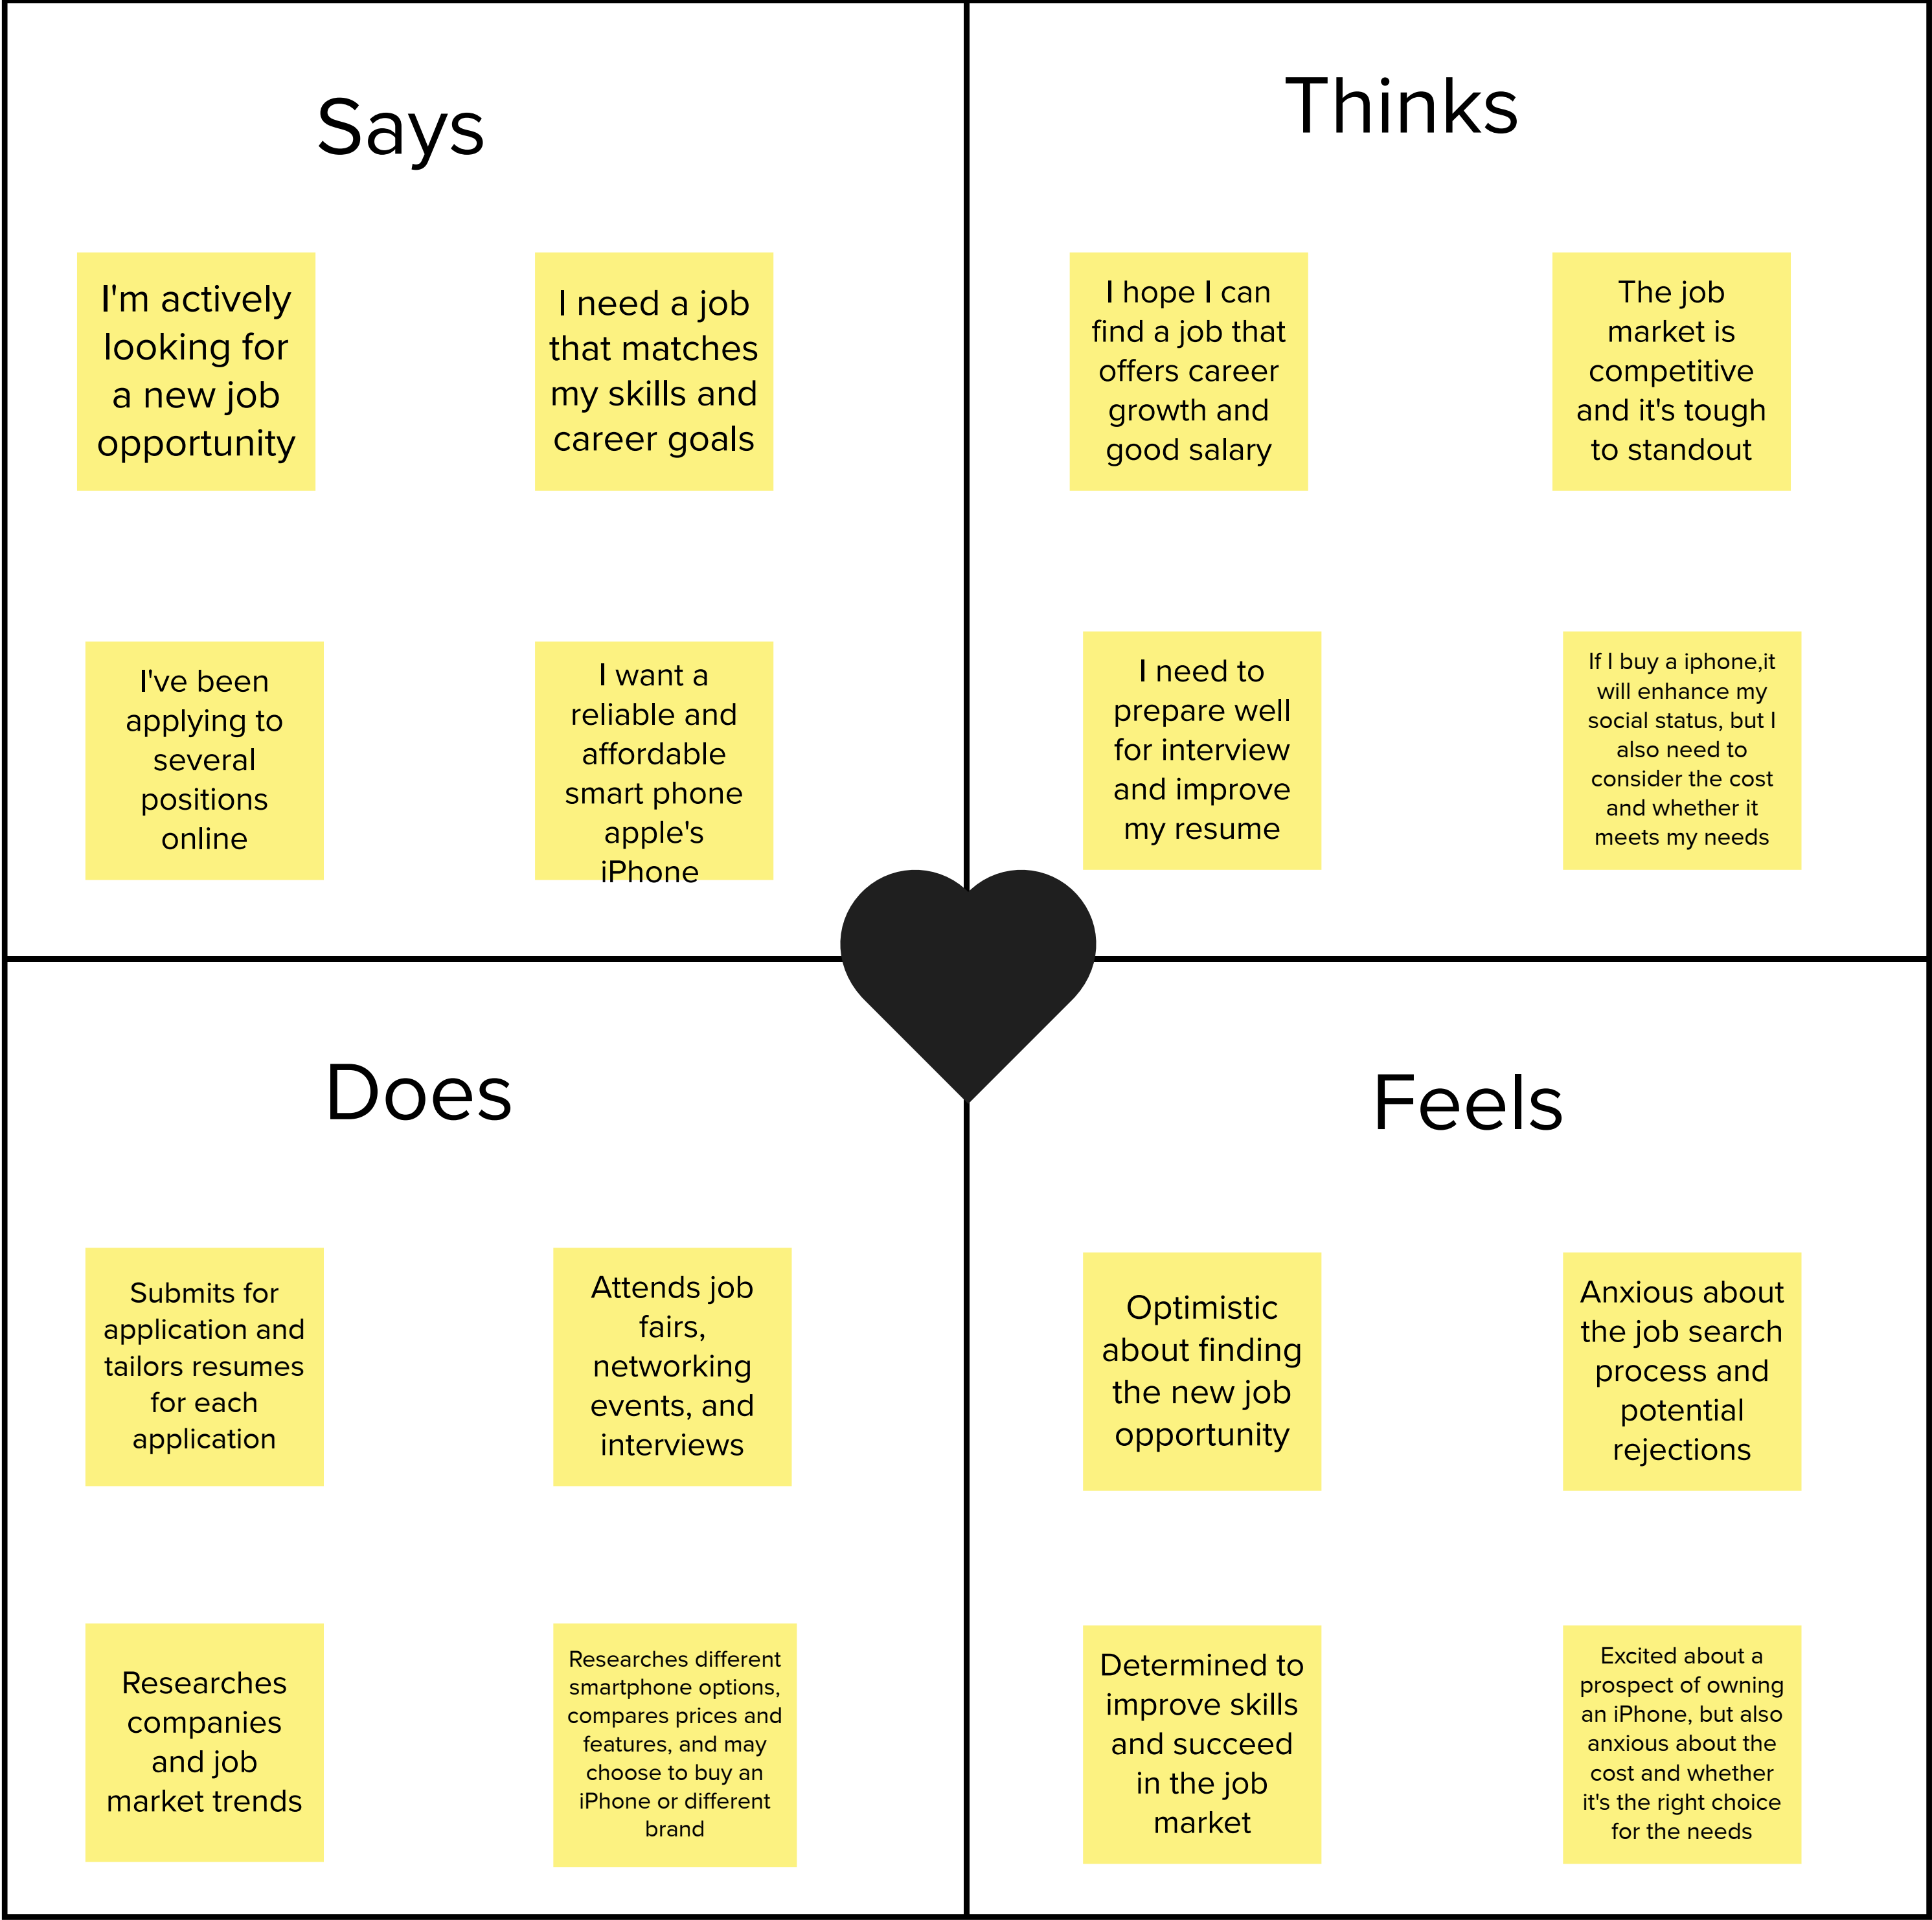 Says
I'm actively
looking for
a new job
opportunity
I need a job
that matches
my skills and
career goals
I've been
applying to
several
positions
online
I want a
reliable and
affordable
smart phone
apple's
iPhone
Thinks
I hope I can
find a job that
offers career
growth and
good salary
The job
market is
competitive
and it's tough
to standout
I need to
prepare well
for interview
and improve
my resume
If I buy a iphone,it
will enhance my
social status, but I
also need to
consider the cost
and whether it
meets my needs
Does
Submits for
application and
tailors resumes
for each
application
Attends job
fairs,
networking
events, and
interviews
Researches
companies
and job
market trends
Researches different
smartphone options,
compares prices and
features, and may
choose to buy an
iPhone or different
brand
Feels
Optimistic
about finding
the new job
opportunity
Anxious about
the job search
process and
potential
rejections
Determined to
improve skills
and succeed
in the job
market
Excited about a
prospect of owning
an iPhone, but also
anxious about the
cost and whether
it's the right choice
for the needs